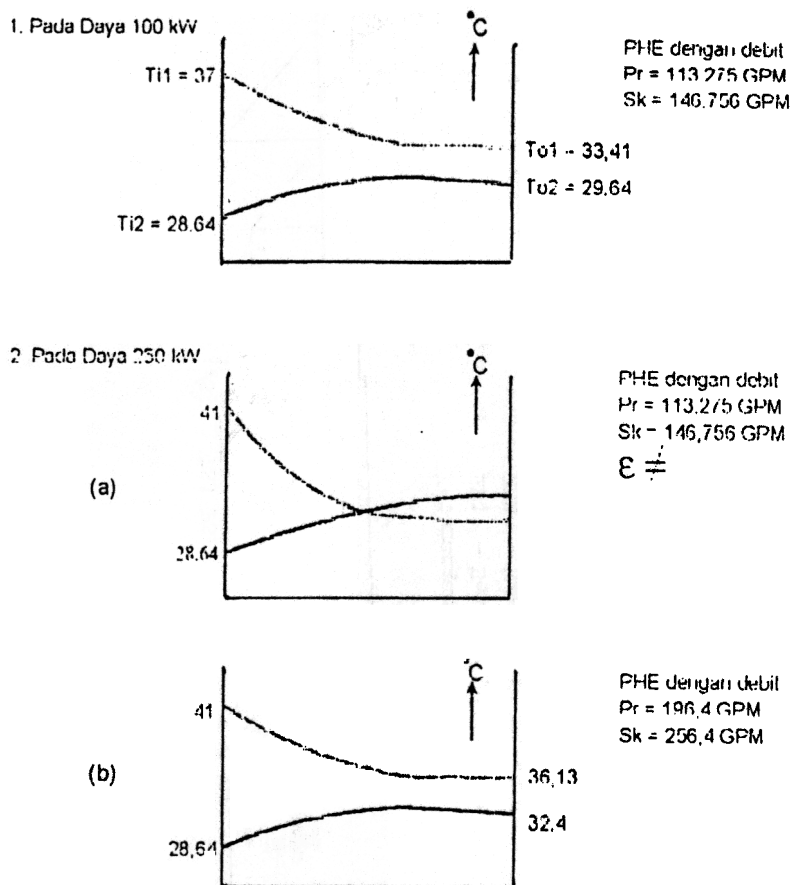 1. Pada Daya 100 kW
°C
PHE dengan debit
Pr = 113.275 GPM
Sk = 146.756 GPM
Ti1 = 37
To1 = 33,41
To2 = 29,64
Ti2 = 28.64
2 Pada Daya 250 kW
°C
PHE dengan debit
Pr = 113.275 GPM
Sk = 146,756 GPM
ε ≠
41
(a)
28,64
°C
PHE dengan debit
Pr = 196,4 GPM
Sk = 256,4 GPM
41
(b)
36,13
32,4
28,64